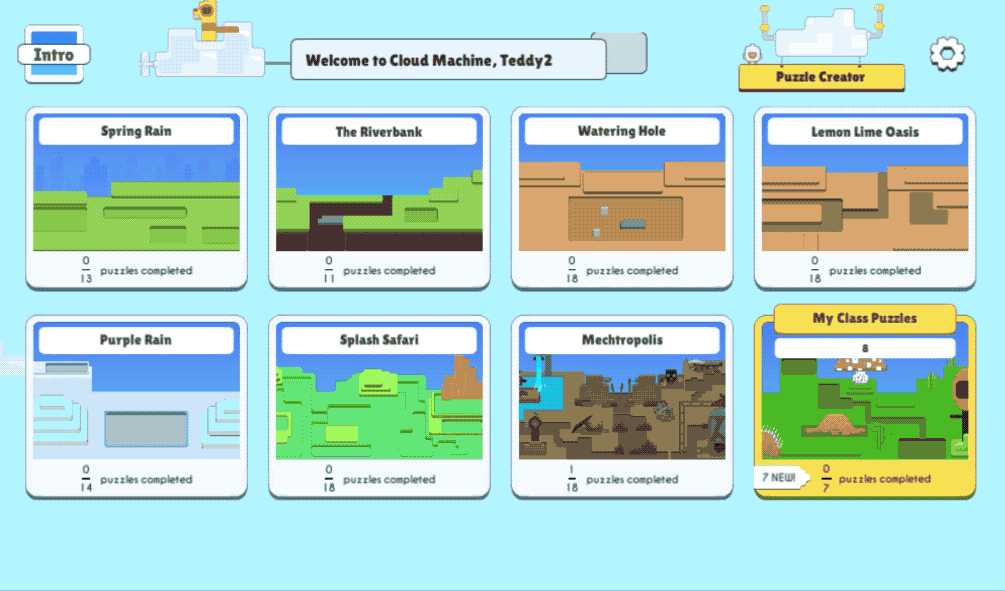 Intro
Welcome to Cloud Machine, Teddy2
Puzzle Creator
Spring Rain
0
13
puzzles completed
The Riverbank
0
11
puzzles completed
Watering Hole
0
18
puzzles completed
Lemon Lime Oasis
0
18
puzzles completed
Purple Rain
0
14
puzzles completed
Splash Safari
0
18
puzzles completed
Mechtropolis
1
18
puzzles completed
My Class Puzzles
8
7 NEW!
0
7
puzzles completed